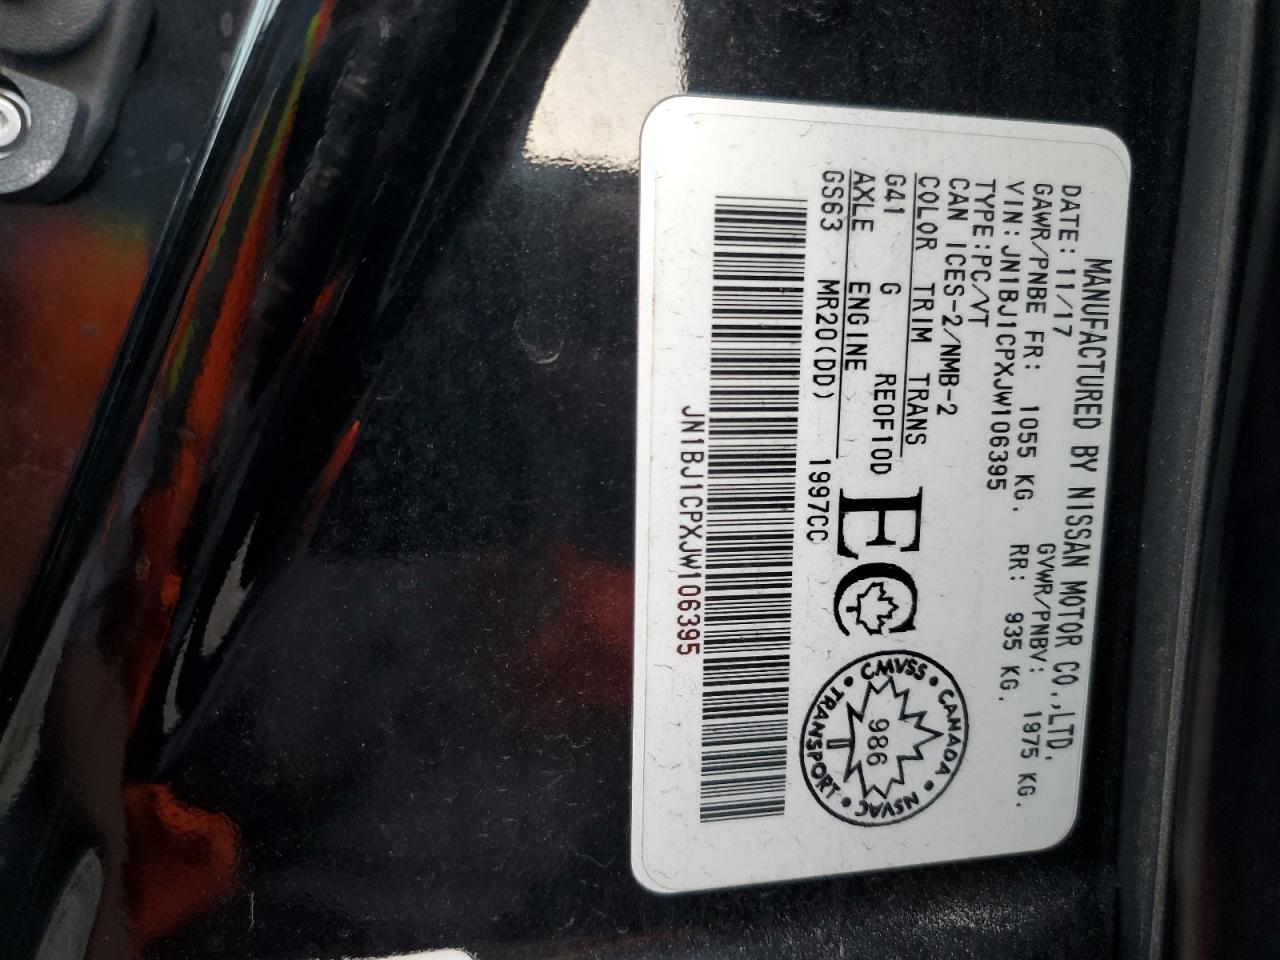 MANUFACTURED BY NISSAN MOTOR CO.,LTD.
DATE: 11/17 GVWR/PNBV: 1975 KG.
GAWR/PNBE FR: 1055 KG. RR: 935 KG.
VIN: JN1BJ1CPXJW106395
TYPE:PC/VT
CAN ICES-2/NMB-2
COLOR TRIM TRANS
G41 G RE0F10D
AXLE ENGINE
GS63 MR20(DD) 1997CC
EC
CMVSS • CANADA • NSVAC • TRANSPORT •
986
JN1BJ1CPXJW106395